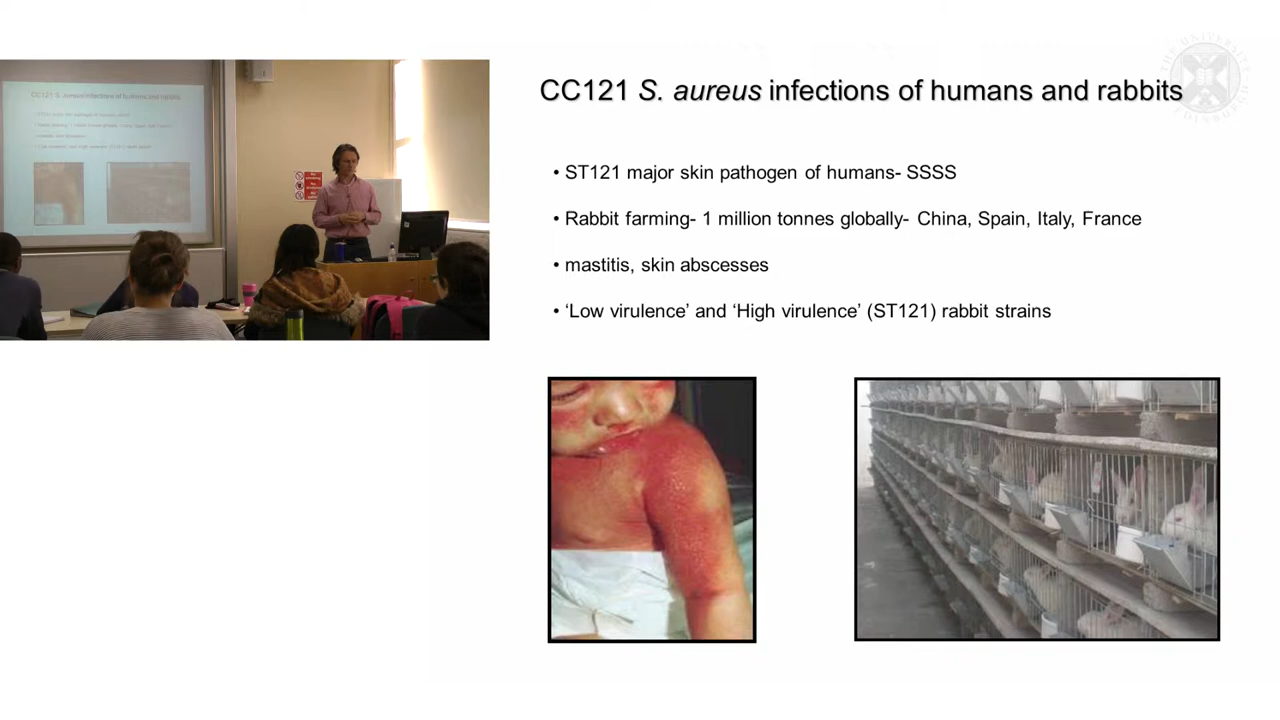 CC121 S. aureus infections of humans and rabbits
• ST121 major skin pathogen of humans- SSSS
• Rabbit farming- 1 million tonnes globally- China, Spain, Italy, France
• mastitis, skin abscesses
• ‘Low virulence’ and ‘High virulence’ (ST121) rabbit strains